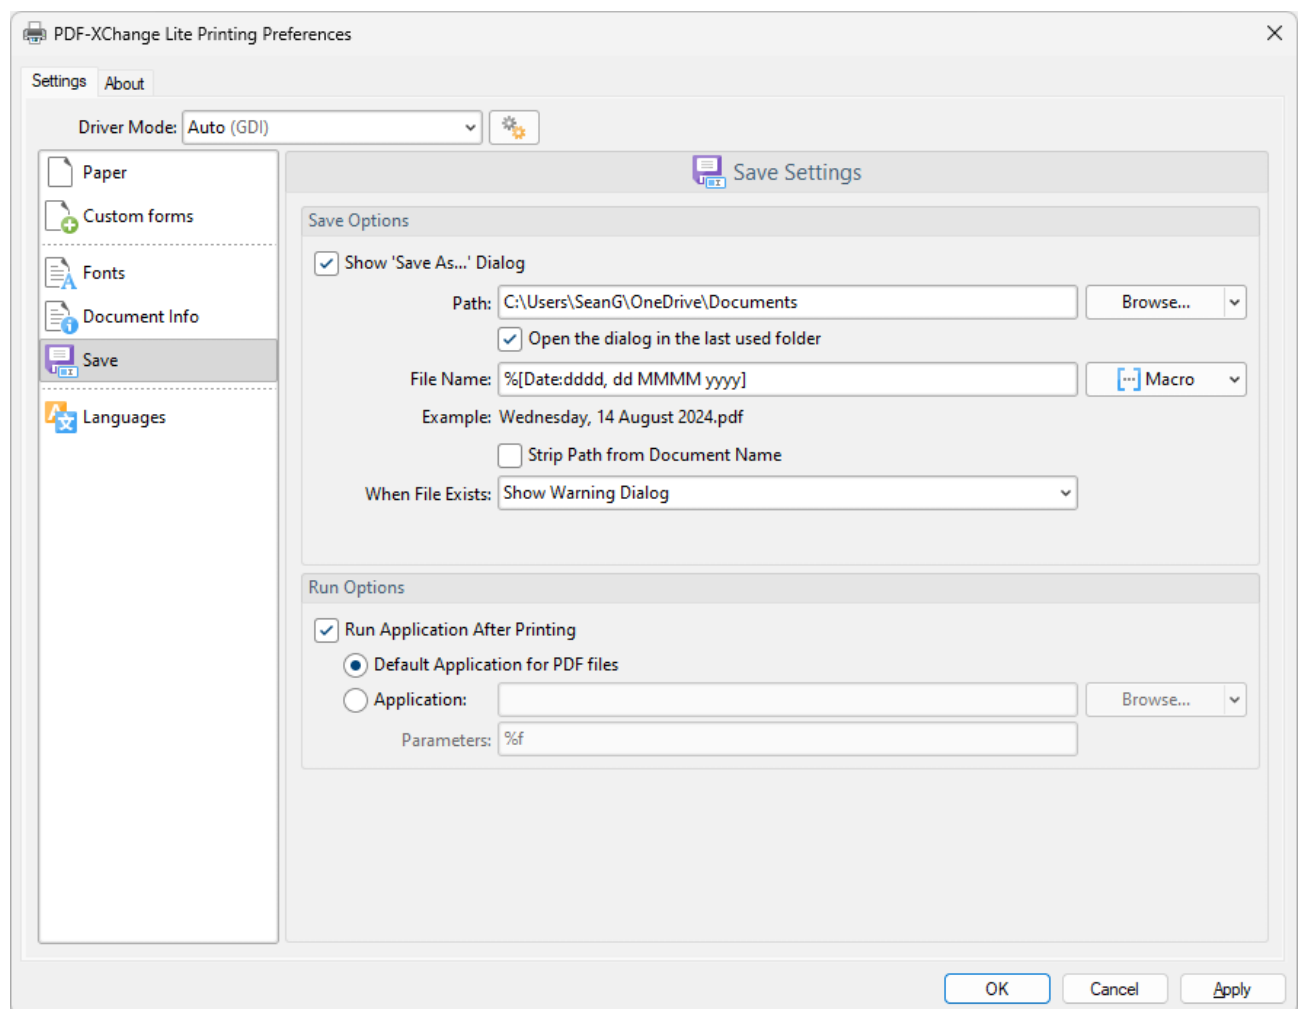 PDF-XChange Lite Printing Preferences
Settings About
Driver Mode: Auto (GDI)
Paper
Custom forms
Fonts
Document Info
Save
Languages
Save Settings
Save Options
Show 'Save As...' Dialog
Path: C:\Users\SeanG\OneDrive\Documents Browse...
Open the dialog in the last used folder
File Name: %[Date:dddd, dd MMMM yyyy] Macro
Example: Wednesday, 14 August 2024.pdf
Strip Path from Document Name
When File Exists: Show Warning Dialog
Run Options
Run Application After Printing
Default Application for PDF files
Application: Browse...
Parameters: %f
OK Cancel Apply